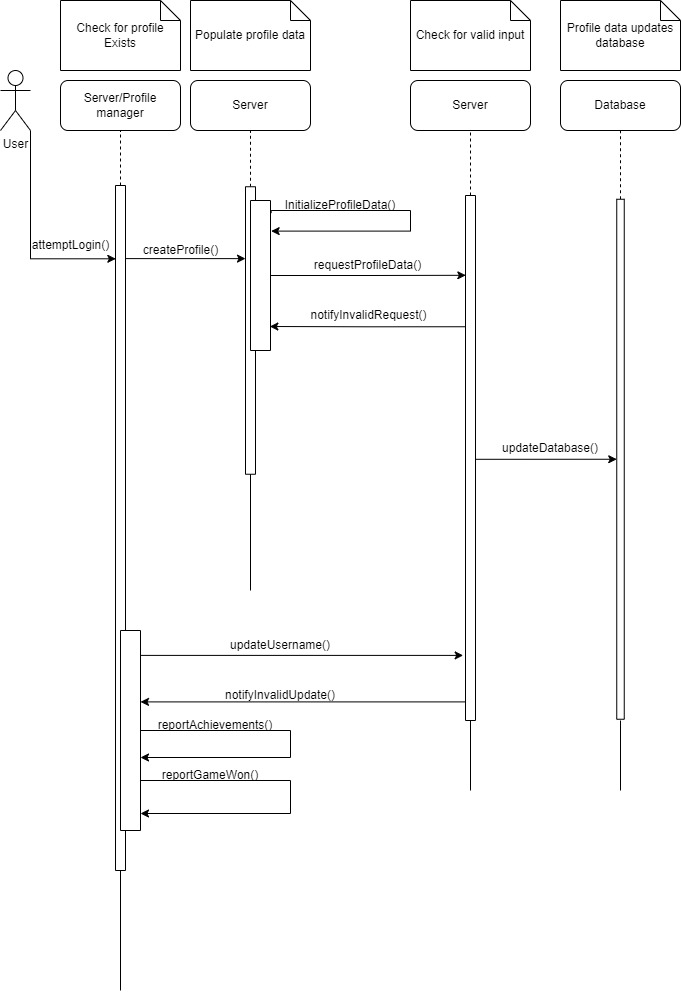 Check for profile
Exists
Populate profile data
Check for valid input
Profile data updates
database
Server/Profile
manager
Server
Server
Database
User
InitializeProfileData()
attemptLogin()
createProfile()
requestProfileData()
notifyInvalidRequest()
updateDatabase()
updateUsername()
notifyInvalidUpdate()
reportAchievements()
reportGameWon()